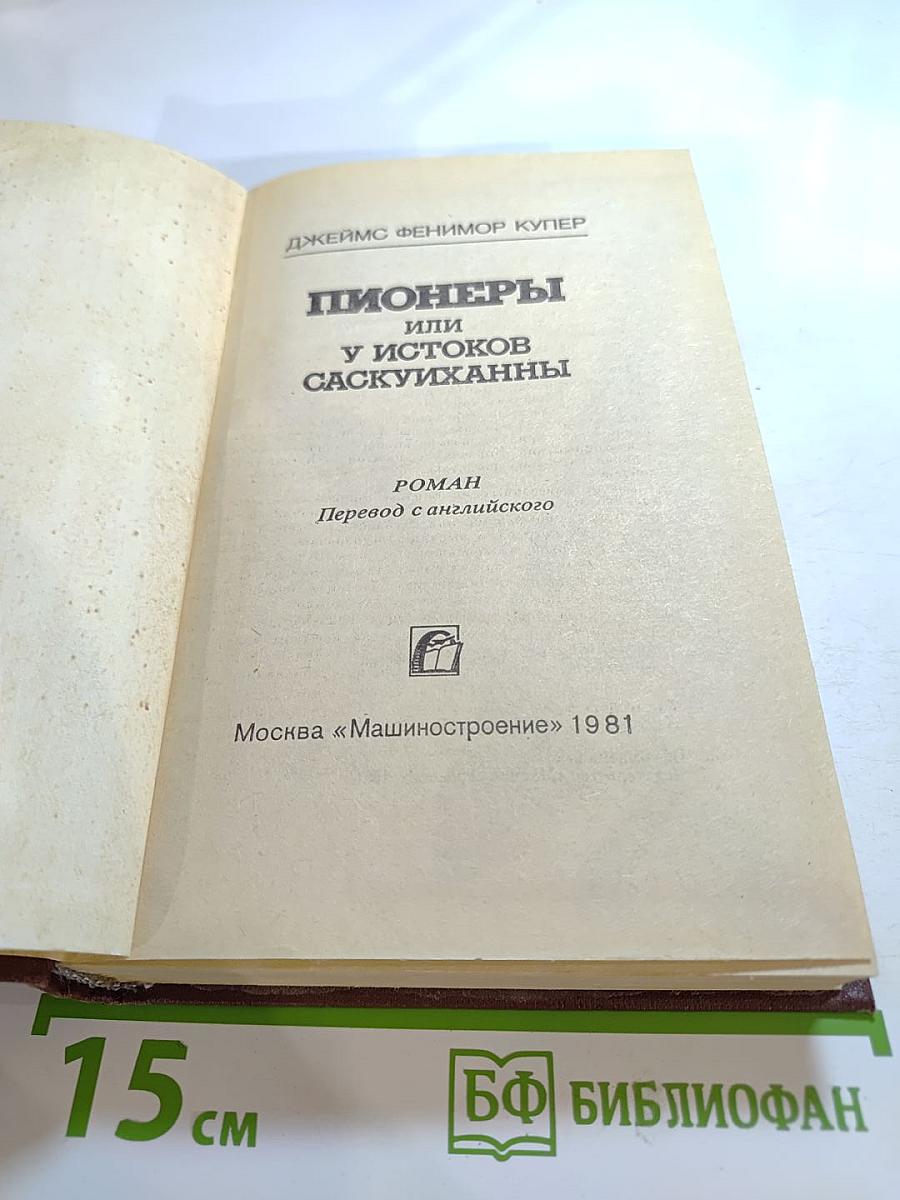 ДЖЕЙМС ФЕНИМОР КУПЕР
ПИОНЕРЫ
ИЛИ
У ИСТОКОВ
САСКУИХАННЫ
РОМАН
Перевод с английского
Москва «Машиностроение» 1981
15 см
БФ БИБЛИОФАН